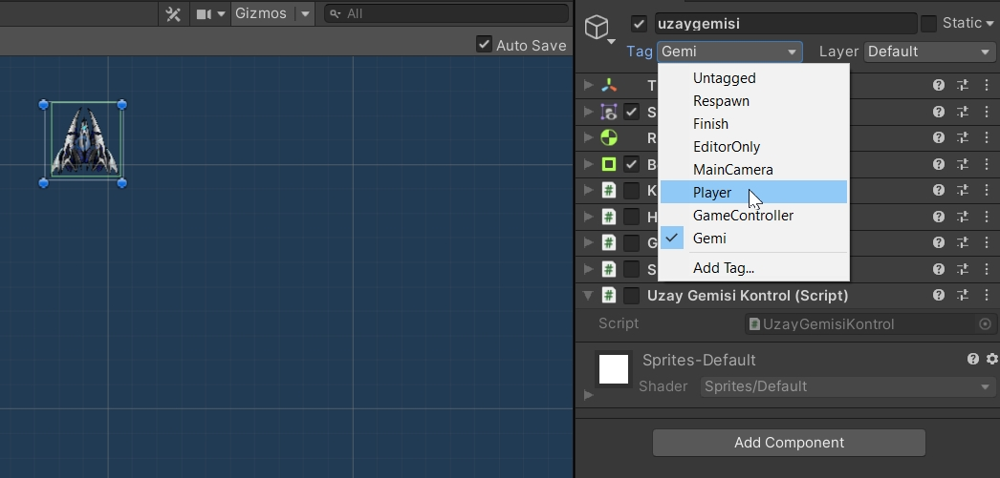 Gizmos
All
Auto Save
uzaygemisi
Static
Tag Gemi
Layer Default
Untagged
Respawn
Finish
EditorOnly
MainCamera
Player
GameController
Gemi
Add Tag...
T
S
R
B
K
H
G
S
Uzay Gemisi Kontrol (Script)
Script
# UzayGemisiKontrol
Sprites-Default
Shader Sprites/Default
Add Component